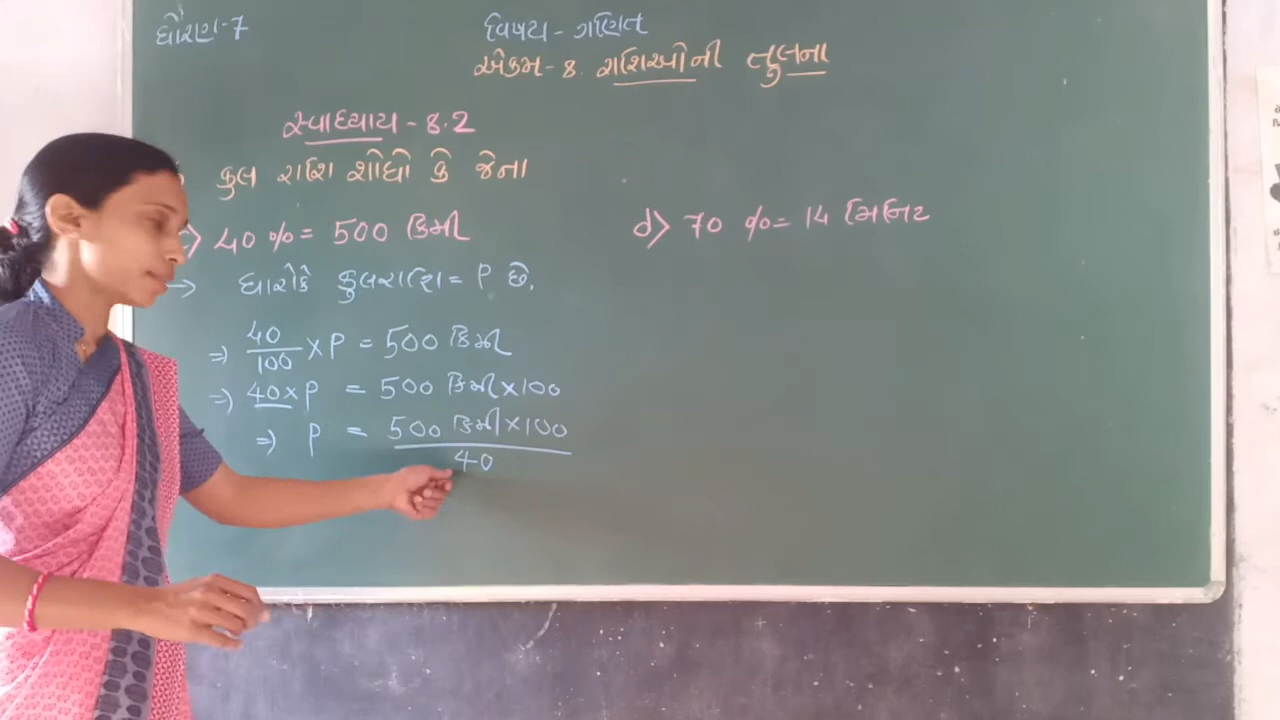 ધોરણ-7
વિષય - ગણિત
એકમ - 8. રાશિઓની તુલના
સ્વાધ્યાય - 8.2
કુલ રાશિ શોધો કે જેના
) 40 % = 500 કિમી
→ ધારોકે કુલરાશિ = P છે.
⇒ 40/100 × P = 500 કિમી
⇒ 40 × P = 500 કિમી × 100
⇒ P = 500 કિમી × 100 / 40
d) 70 % = 14 મિનિટ